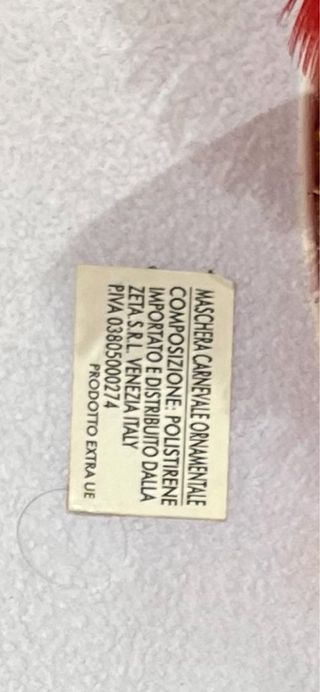 MASCHERA CARNEVALE ORNAMENTALE
COMPOSIZIONE: POLISTIRENE
IMPORTATO E DISTRIBUITO DALLA
ZETA S.R.L. VENEZIA ITALY
P.IVA 03805000274
PRODOTTO EXTRA UE